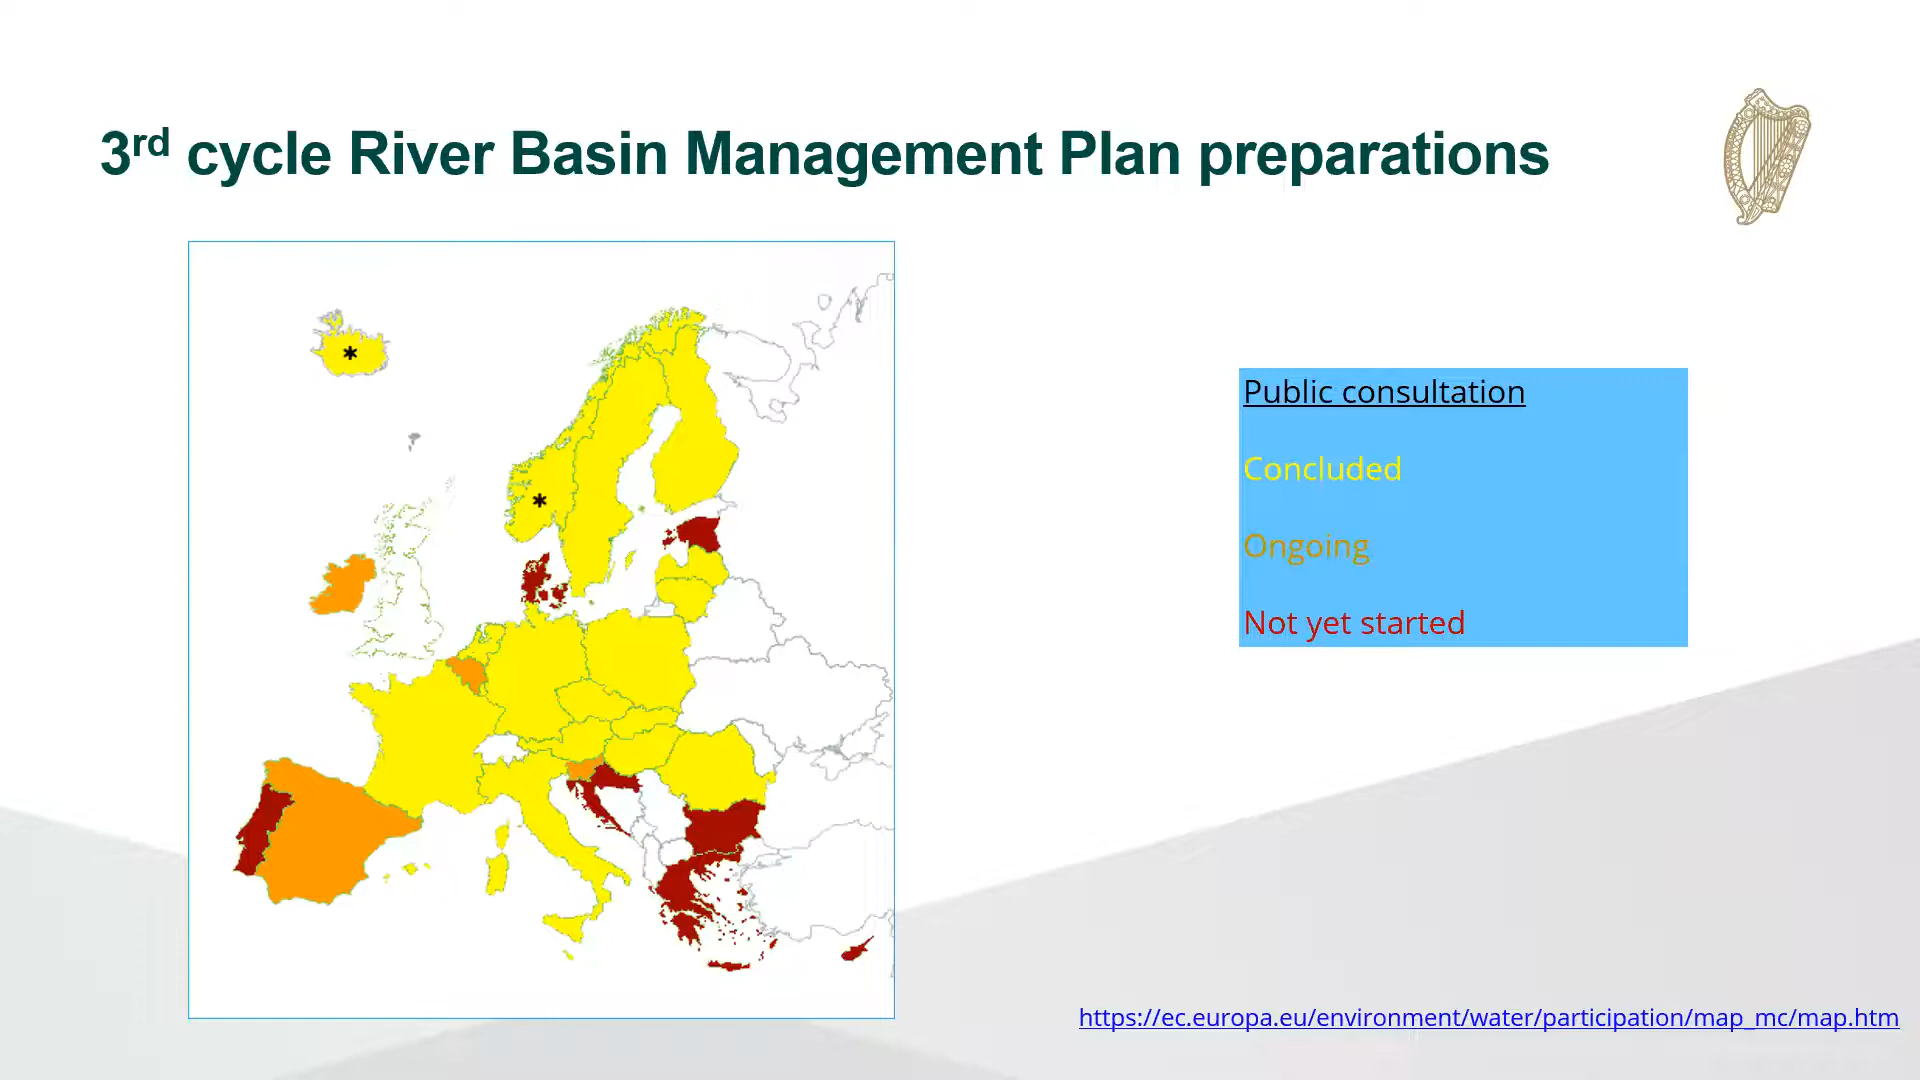 3rd cycle River Basin Management Plan preparations
*
*
Public consultation
Concluded
Ongoing
Not yet started
https://ec.europa.eu/environment/water/participation/map_mc/map.htm